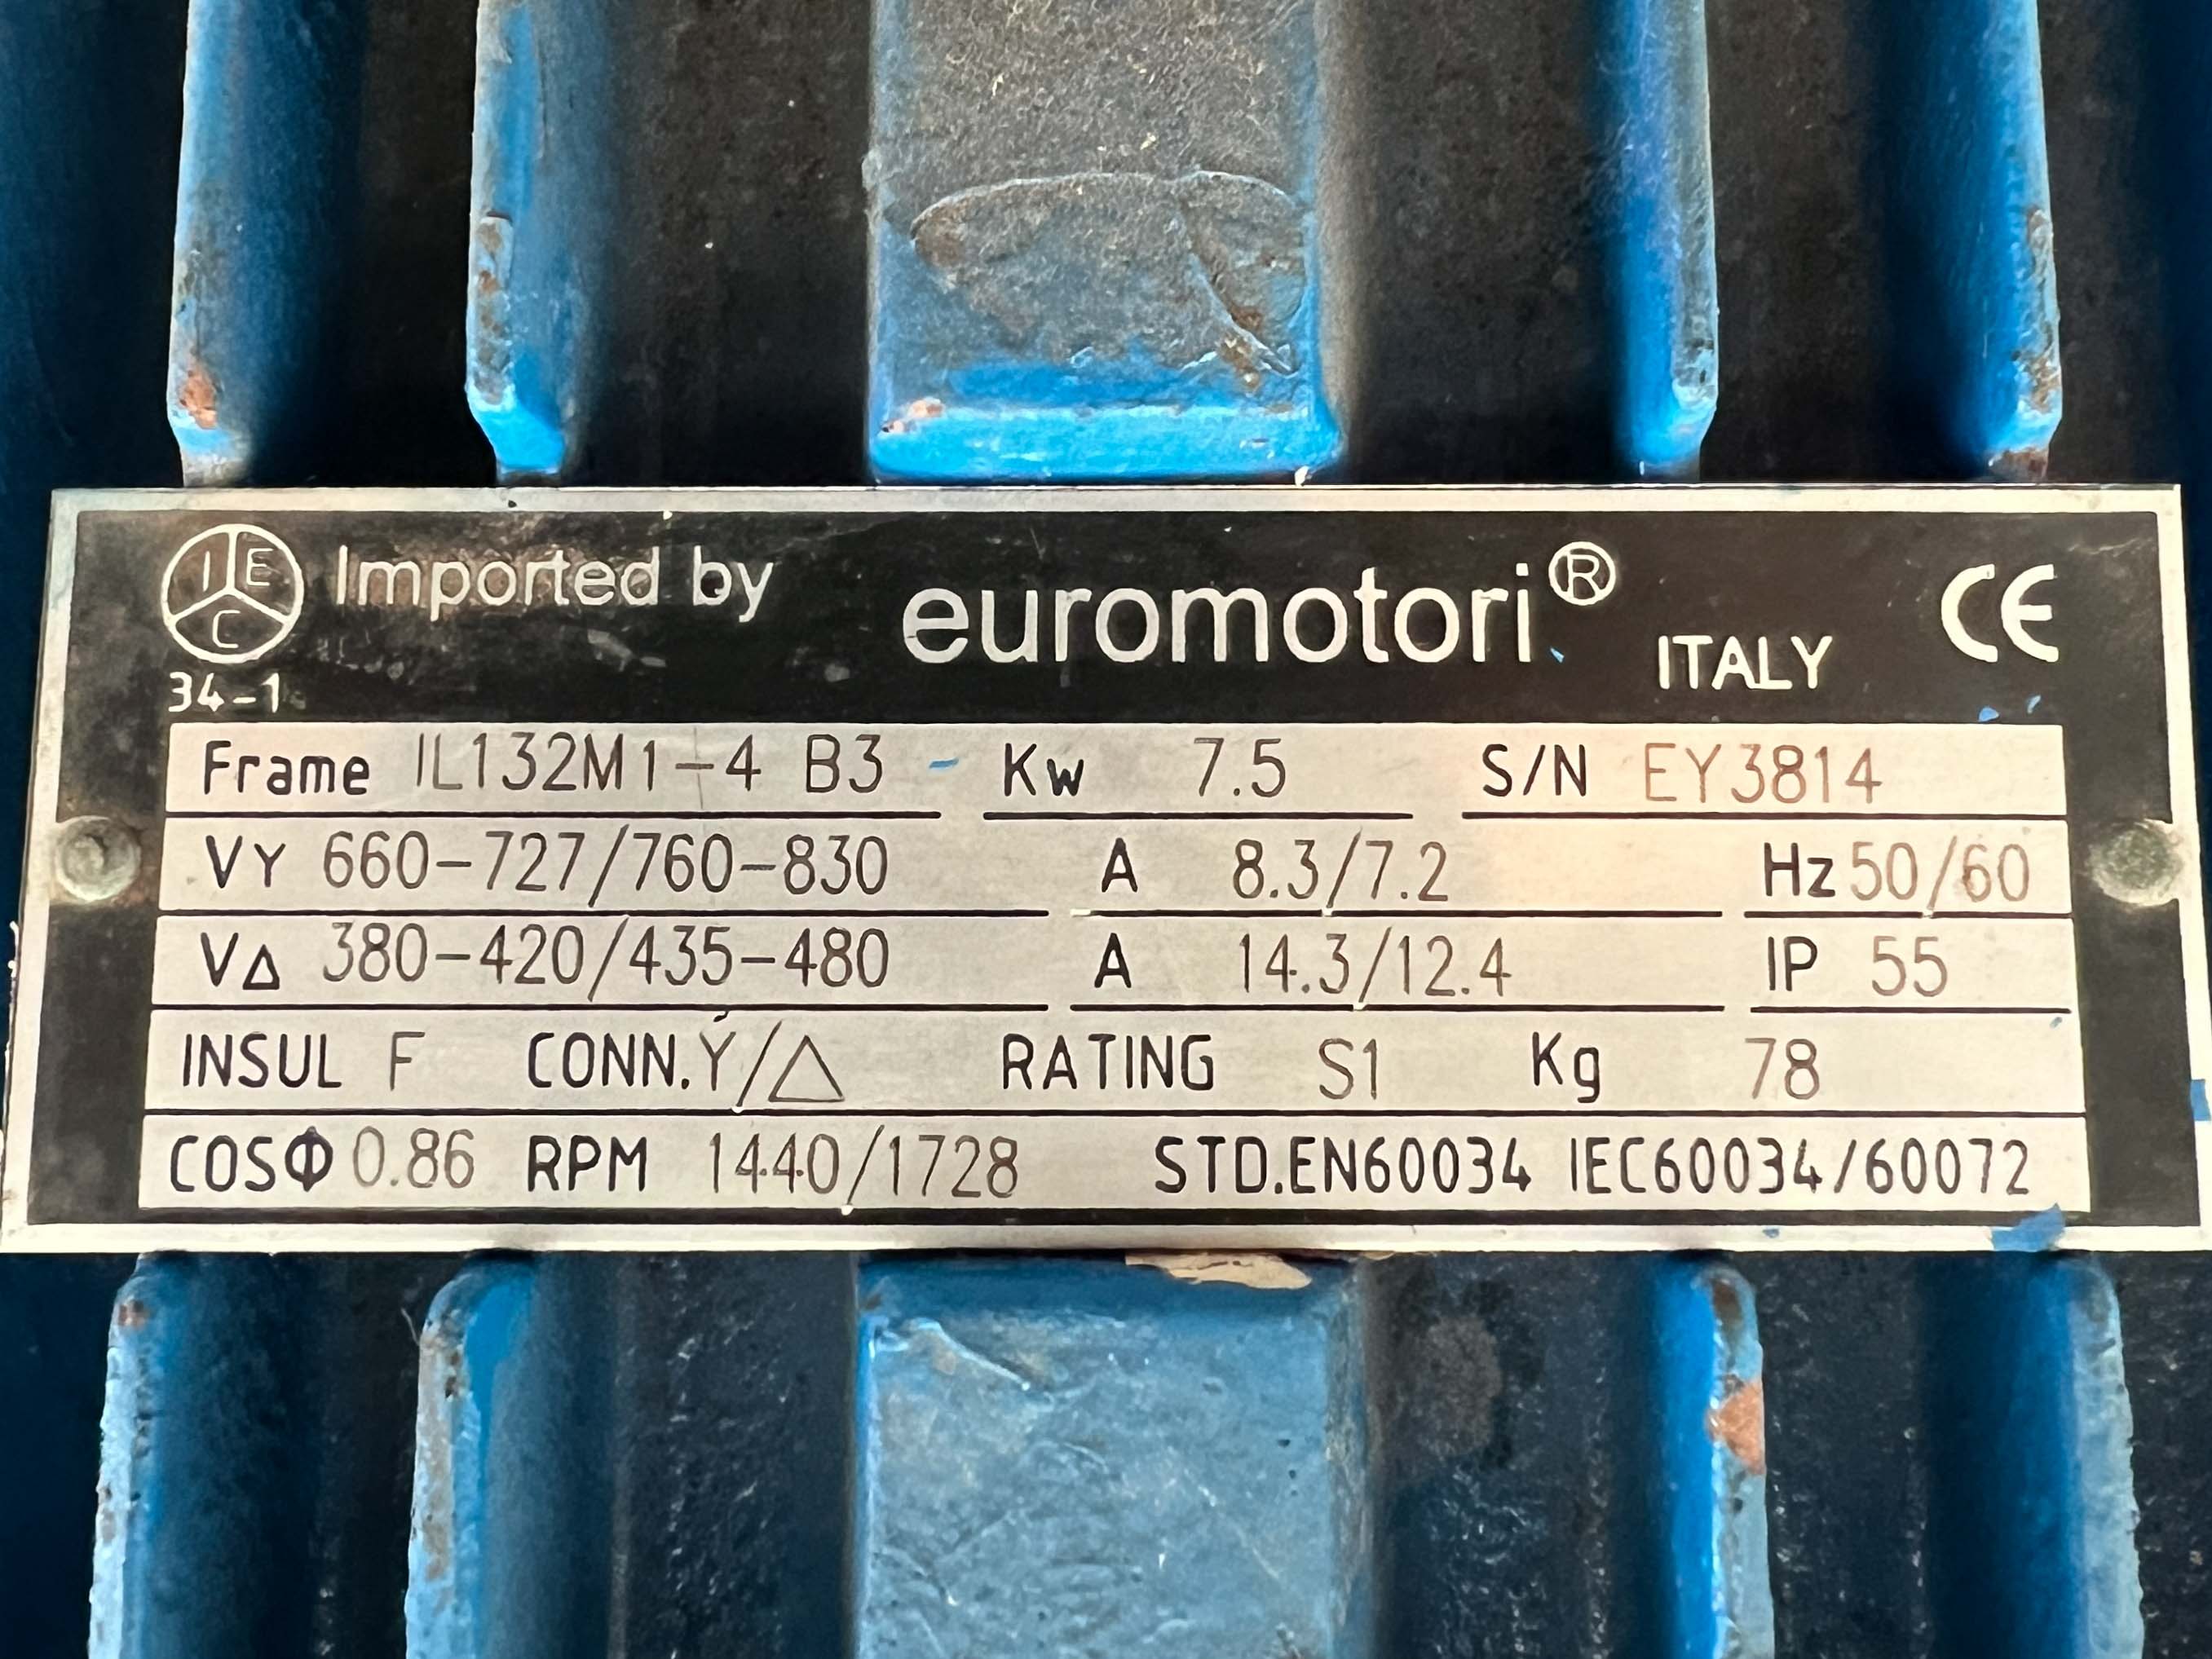 IEC Imported by euromotori® ITALY CE
34-1
Frame IL132M1-4 B3 Kw 7.5 S/N EY3814
VY 660-727/760-830 A 8.3/7.2 Hz 50/60
V△ 380-420/435-480 A 14.3/12.4 IP 55
INSUL F CONN.Y/△ RATING S1 Kg 78
COSΦ 0.86 RPM 1440/1728 STD.EN60034 IEC60034/60072